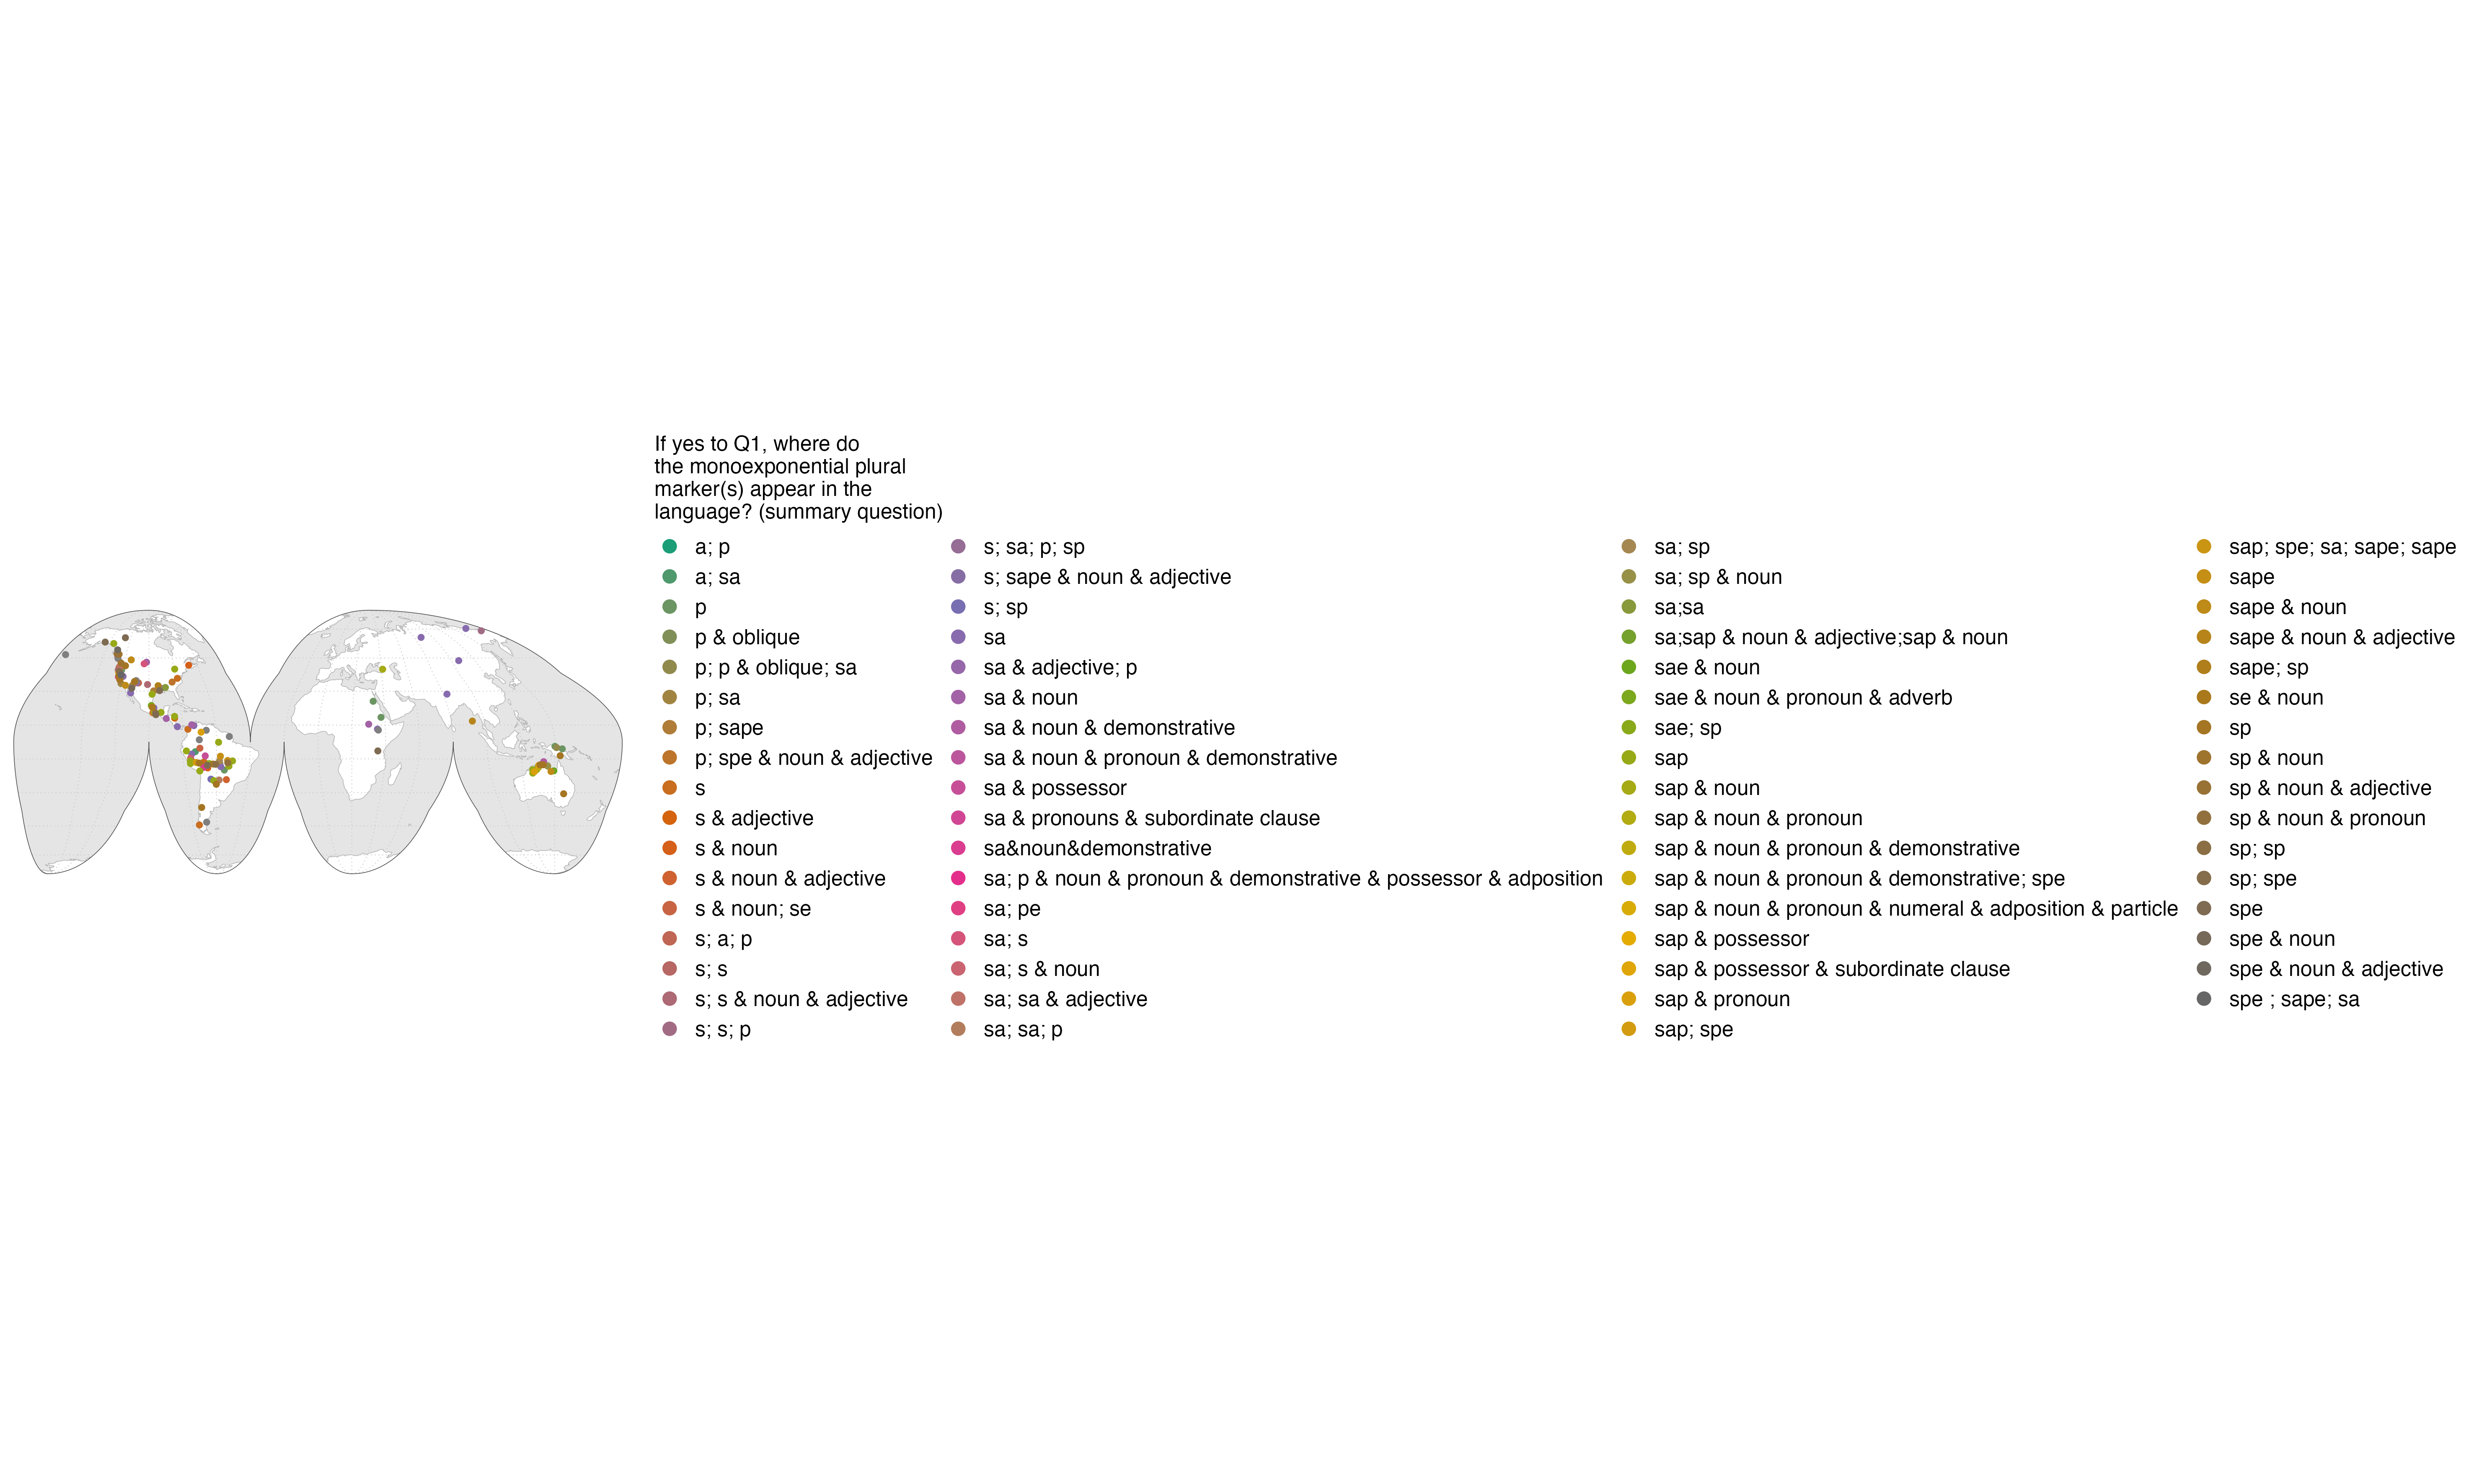 If yes to Q1, where do
the monoexponential plural
marker(s) appear in the
language? (summary question)
a; p
a; sa
p
p & oblique
p; p & oblique; sa
p; sa
p; sape
p; spe & noun & adjective
s
s & adjective
s & noun
s & noun & adjective
s & noun; se
s; a; p
s; s
s; s & noun & adjective
s; s; p
s; sa; p; sp
s; sape & noun & adjective
s; sp
sa
sa & adjective; p
sa & noun
sa & noun & demonstrative
sa & noun & pronoun & demonstrative
sa & possessor
sa & pronouns & subordinate clause
sa&noun&demonstrative
sa; p & noun & pronoun & demonstrative & possessor & adposition
sa; pe
sa; s
sa; s & noun
sa; sa & adjective
sa; sa; p
sa; sp
sa; sp & noun
sa;sa
sa;sap & noun & adjective;sap & noun
sae & noun
sae & noun & pronoun & adverb
sae; sp
sap
sap & noun
sap & noun & pronoun
sap & noun & pronoun & demonstrative
sap & noun & pronoun & demonstrative; spe
sap & noun & pronoun & numeral & adposition & particle
sap & possessor
sap & possessor & subordinate clause
sap & pronoun
sap; spe
sap; spe; sa; sape; sape
sape
sape & noun
sape & noun & adjective
sape; sp
se & noun
sp
sp & noun
sp & noun & adjective
sp & noun & pronoun
sp; sp
sp; spe
spe
spe & noun
spe & noun & adjective
spe ; sape; sa